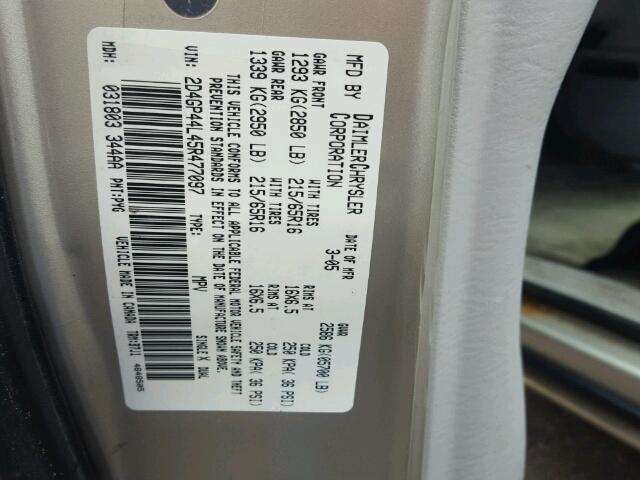 MFD BY DAIMLERCHRYSLER CORPORATION
DATE OF MFR 3-05
GVWR 2586 KG(05700 LB)
GAWR FRONT WITH TIRES RIMS AT COLD
1293 KG(2850 LB) 215/65R16 16X6.5 250 KPA( 36 PSI)
GAWR REAR WITH TIRES RIMS AT COLD
1339 KG(2950 LB) 215/65R16 16X6.5 250 KPA( 36 PSI)
THIS VEHICLE CONFORMS TO ALL APPLICABLE FEDERAL MOTOR VEHICLE SAFETY AND THEFT
PREVENTION STANDARDS IN EFFECT ON THE DATE OF MANUFACTURE SHOWN ABOVE.
VIN: 2D4GP44L45R477097 TYPE: MPV SINGLE X DUAL
MDH: 031803 344AA PNT:PWG VEHICLE MADE IN CANADA